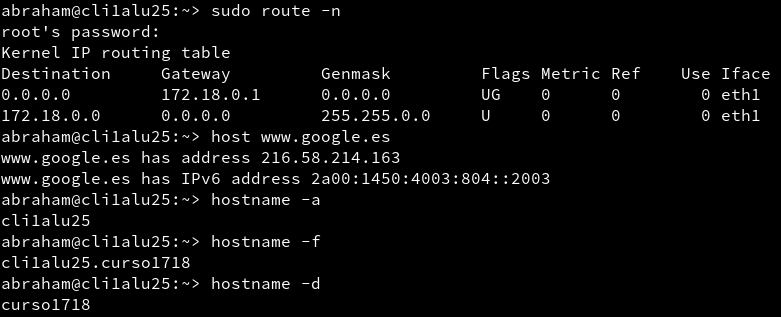 abraham@cli1alu25:~> sudo route -n
root's password:
Kernel IP routing table
Destination     Gateway         Genmask         Flags Metric Ref    Use Iface
0.0.0.0         172.18.0.1      0.0.0.0         UG    0      0        0 eth1
172.18.0.0      0.0.0.0         255.255.0.0     U     0      0        0 eth1
abraham@cli1alu25:~> host www.google.es
www.google.es has address 216.58.214.163
www.google.es has IPv6 address 2a00:1450:4003:804::2003
abraham@cli1alu25:~> hostname -a
cli1alu25
abraham@cli1alu25:~> hostname -f
cli1alu25.curso1718
abraham@cli1alu25:~> hostname -d
curso1718